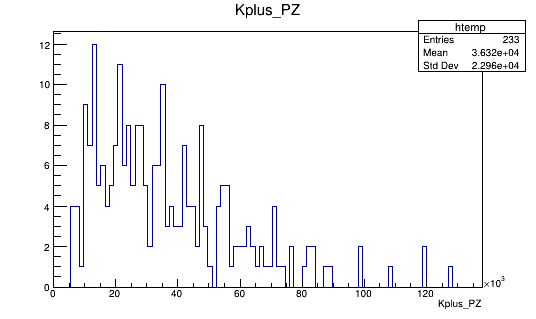 Kplus_PZ
htemp
Entries 233
Mean 3.632e+04
Std Dev 2.296e+04
12
10
8
6
4
2
0
0 20 40 60 80 100 120
×10³
Kplus_PZ